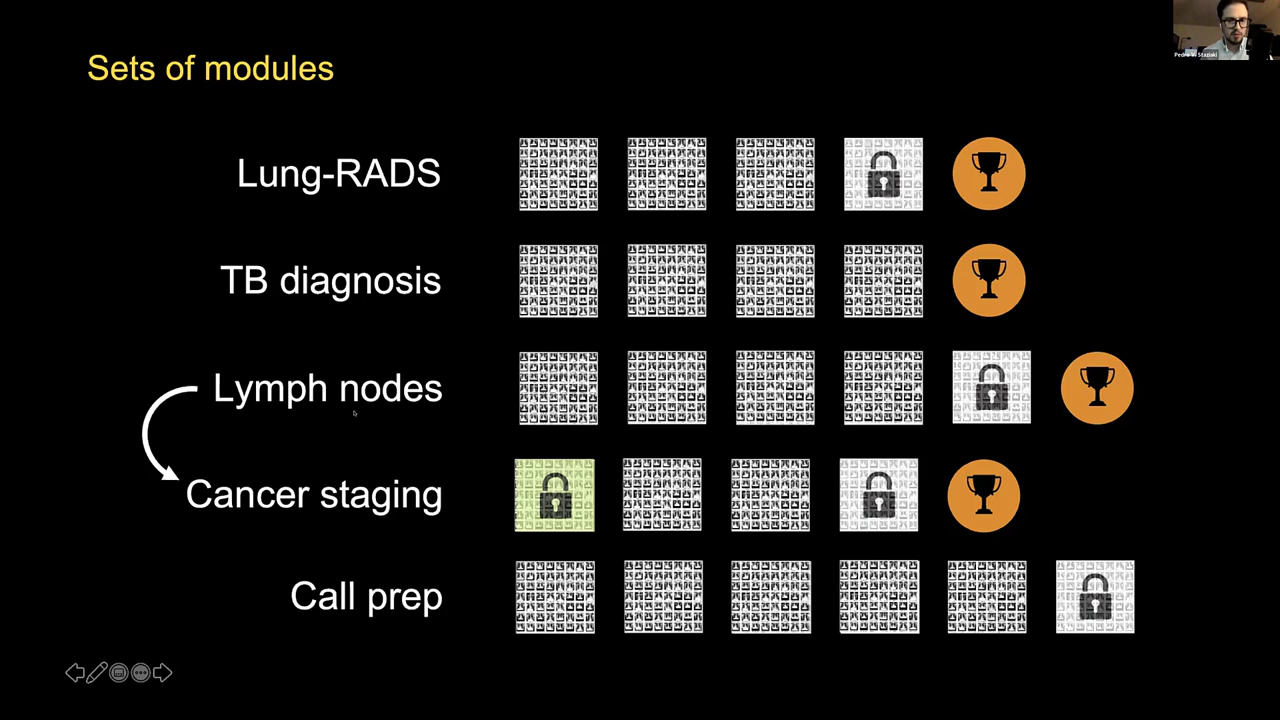 Sets of modules
Lung-RADS
TB diagnosis
Lymph nodes
Cancer staging
Call prep